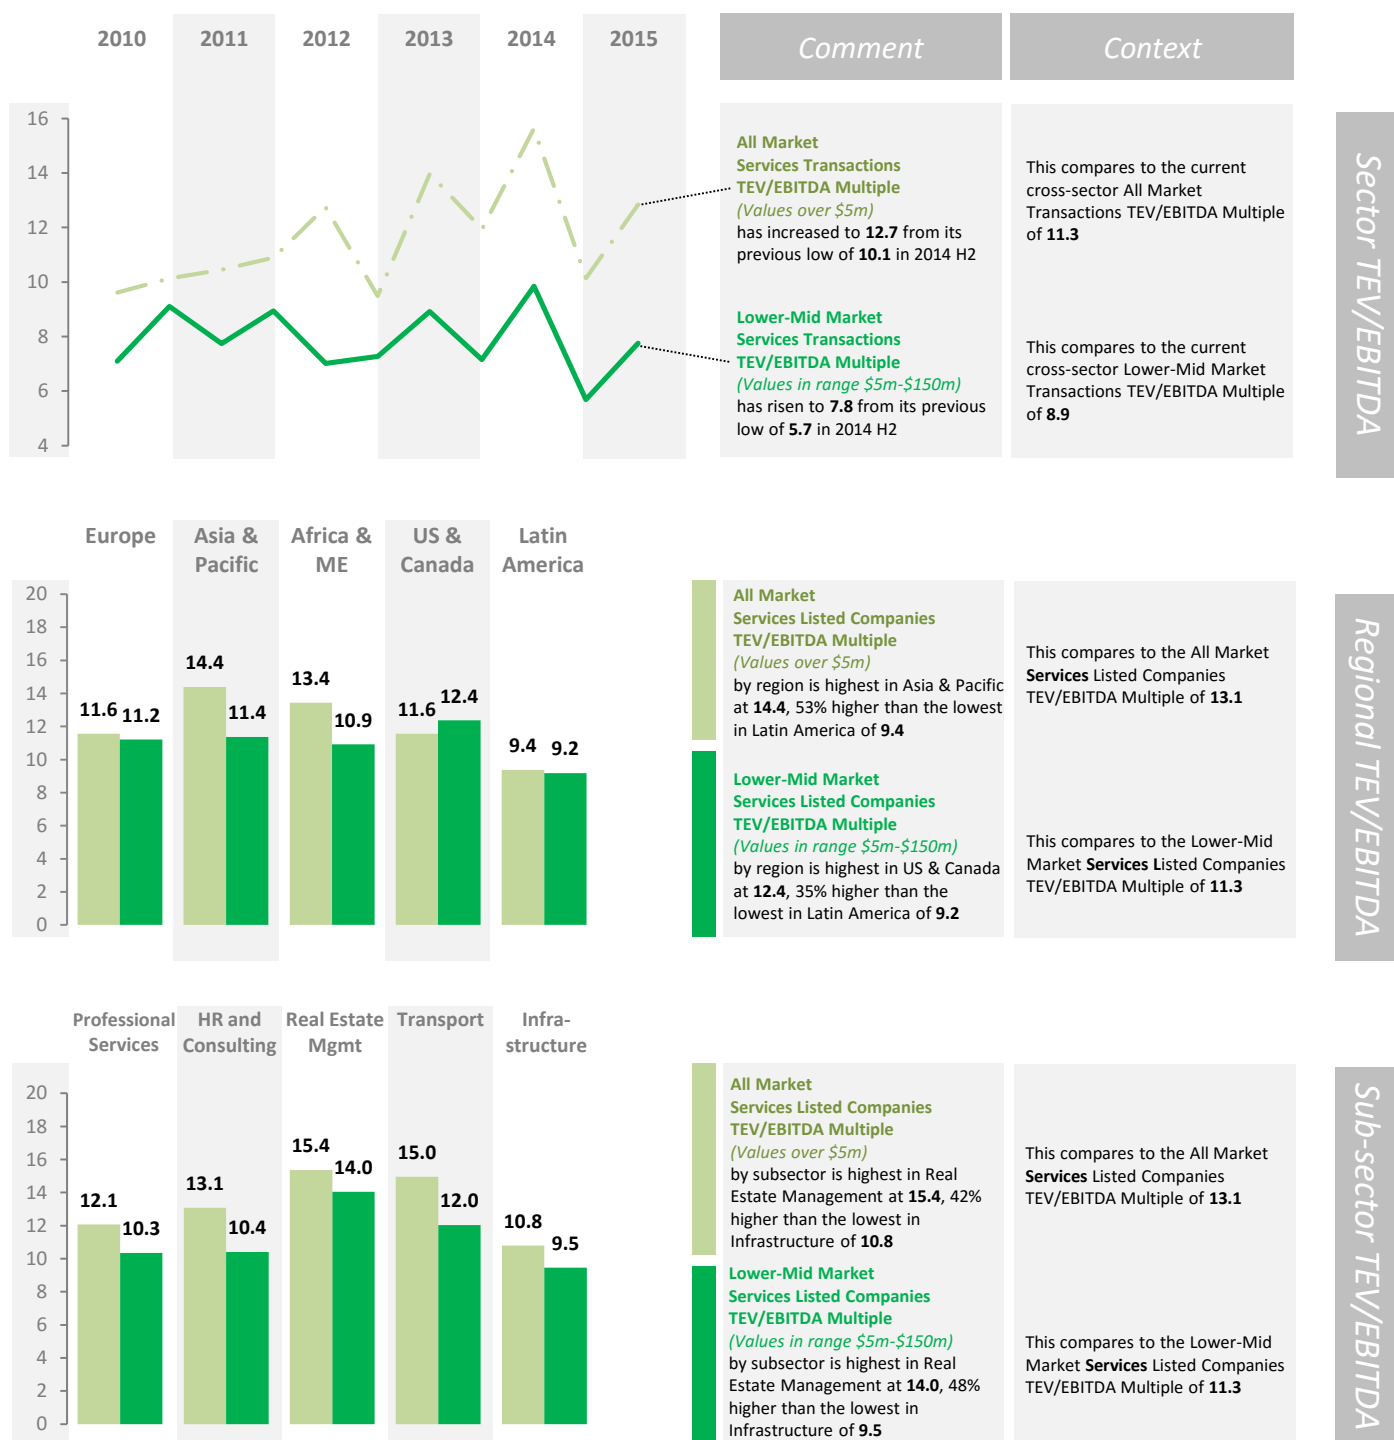 2010 2011 2012 2013 2014 2015
Comment
Context
16
14
12
10
8
6
4
All Market
Services Transactions
TEV/EBITDA Multiple
(Values over $5m)
has increased to 12.7 from its
previous low of 10.1 in 2014 H2
Lower-Mid Market
Services Transactions
TEV/EBITDA Multiple
(Values in range $5m-$150m)
has risen to 7.8 from its previous
low of 5.7 in 2014 H2
This compares to the current
cross-sector All Market
Transactions TEV/EBITDA Multiple
of 11.3
This compares to the current
cross-sector Lower-Mid Market
Transactions TEV/EBITDA Multiple
of 8.9
Sector TEV/EBITDA
Europe
Asia &
Pacific
Africa &
ME
US &
Canada
Latin
America
20
18
16
14
12
10
8
6
4
2
0
11.6 11.2
14.4
11.4
13.4
10.9
11.6
12.4
9.4 9.2
All Market
Services Listed Companies
TEV/EBITDA Multiple
(Values over $5m)
by region is highest in Asia & Pacific
at 14.4, 53% higher than the lowest
in Latin America of 9.4
Lower-Mid Market
Services Listed Companies
TEV/EBITDA Multiple
(Values in range $5m-$150m)
by region is highest in US & Canada
at 12.4, 35% higher than the
lowest in Latin America of 9.2
This compares to the All Market
Services Listed Companies
TEV/EBITDA Multiple of 13.1
This compares to the Lower-Mid
Market Services Listed Companies
TEV/EBITDA Multiple of 11.3
Regional TEV/EBITDA
Professional
Services
HR and
Consulting
Real Estate
Mgmt
Transport
Infra-
structure
20
18
16
14
12
10
8
6
4
2
0
12.1
10.3
13.1
10.4
15.4
14.0
15.0
12.0
10.8
9.5
All Market
Services Listed Companies
TEV/EBITDA Multiple
(Values over $5m)
by subsector is highest in Real
Estate Management at 15.4, 42%
higher than the lowest in
Infrastructure of 10.8
Lower-Mid Market
Services Listed Companies
TEV/EBITDA Multiple
(Values in range $5m-$150m)
by subsector is highest in Real
Estate Management at 14.0, 48%
higher than the lowest in
Infrastructure of 9.5
This compares to the All Market
Services Listed Companies
TEV/EBITDA Multiple of 13.1
This compares to the Lower-Mid
Market Services Listed Companies
TEV/EBITDA Multiple of 11.3
Sub-sector TEV/EBITDA